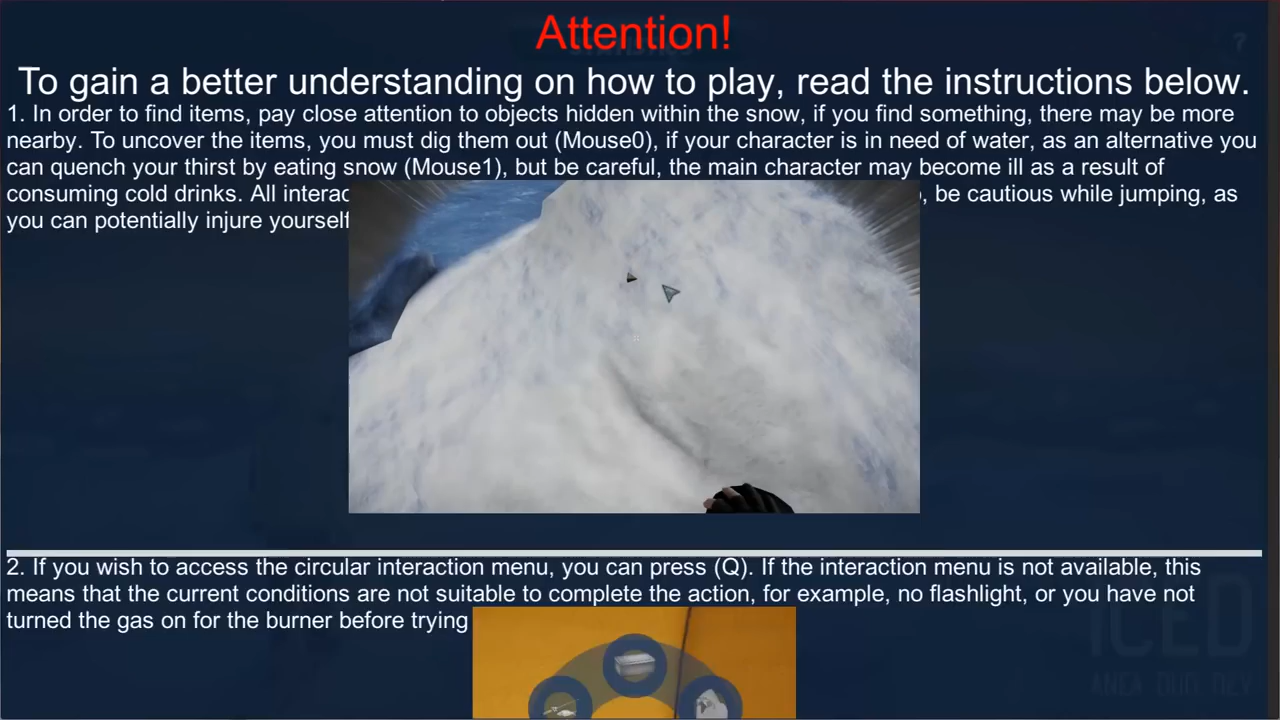 Attention!
To gain a better understanding on how to play, read the instructions below.
1. In order to find items, pay close attention to objects hidden within the snow, if you find something, there may be more
nearby. To uncover the items, you must dig them out (Mouse0), if your character is in need of water, as an alternative you
can quench your thirst by eating snow (Mouse1), but be careful, the main character may become ill as a result of
consuming cold drinks. All interac , be cautious while jumping, as
you can potentially injure yourself
2. If you wish to access the circular interaction menu, you can press (Q). If the interaction menu is not available, this
means that the current conditions are not suitable to complete the action, for example, no flashlight, or you have not
turned the gas on for the burner before trying
ICED